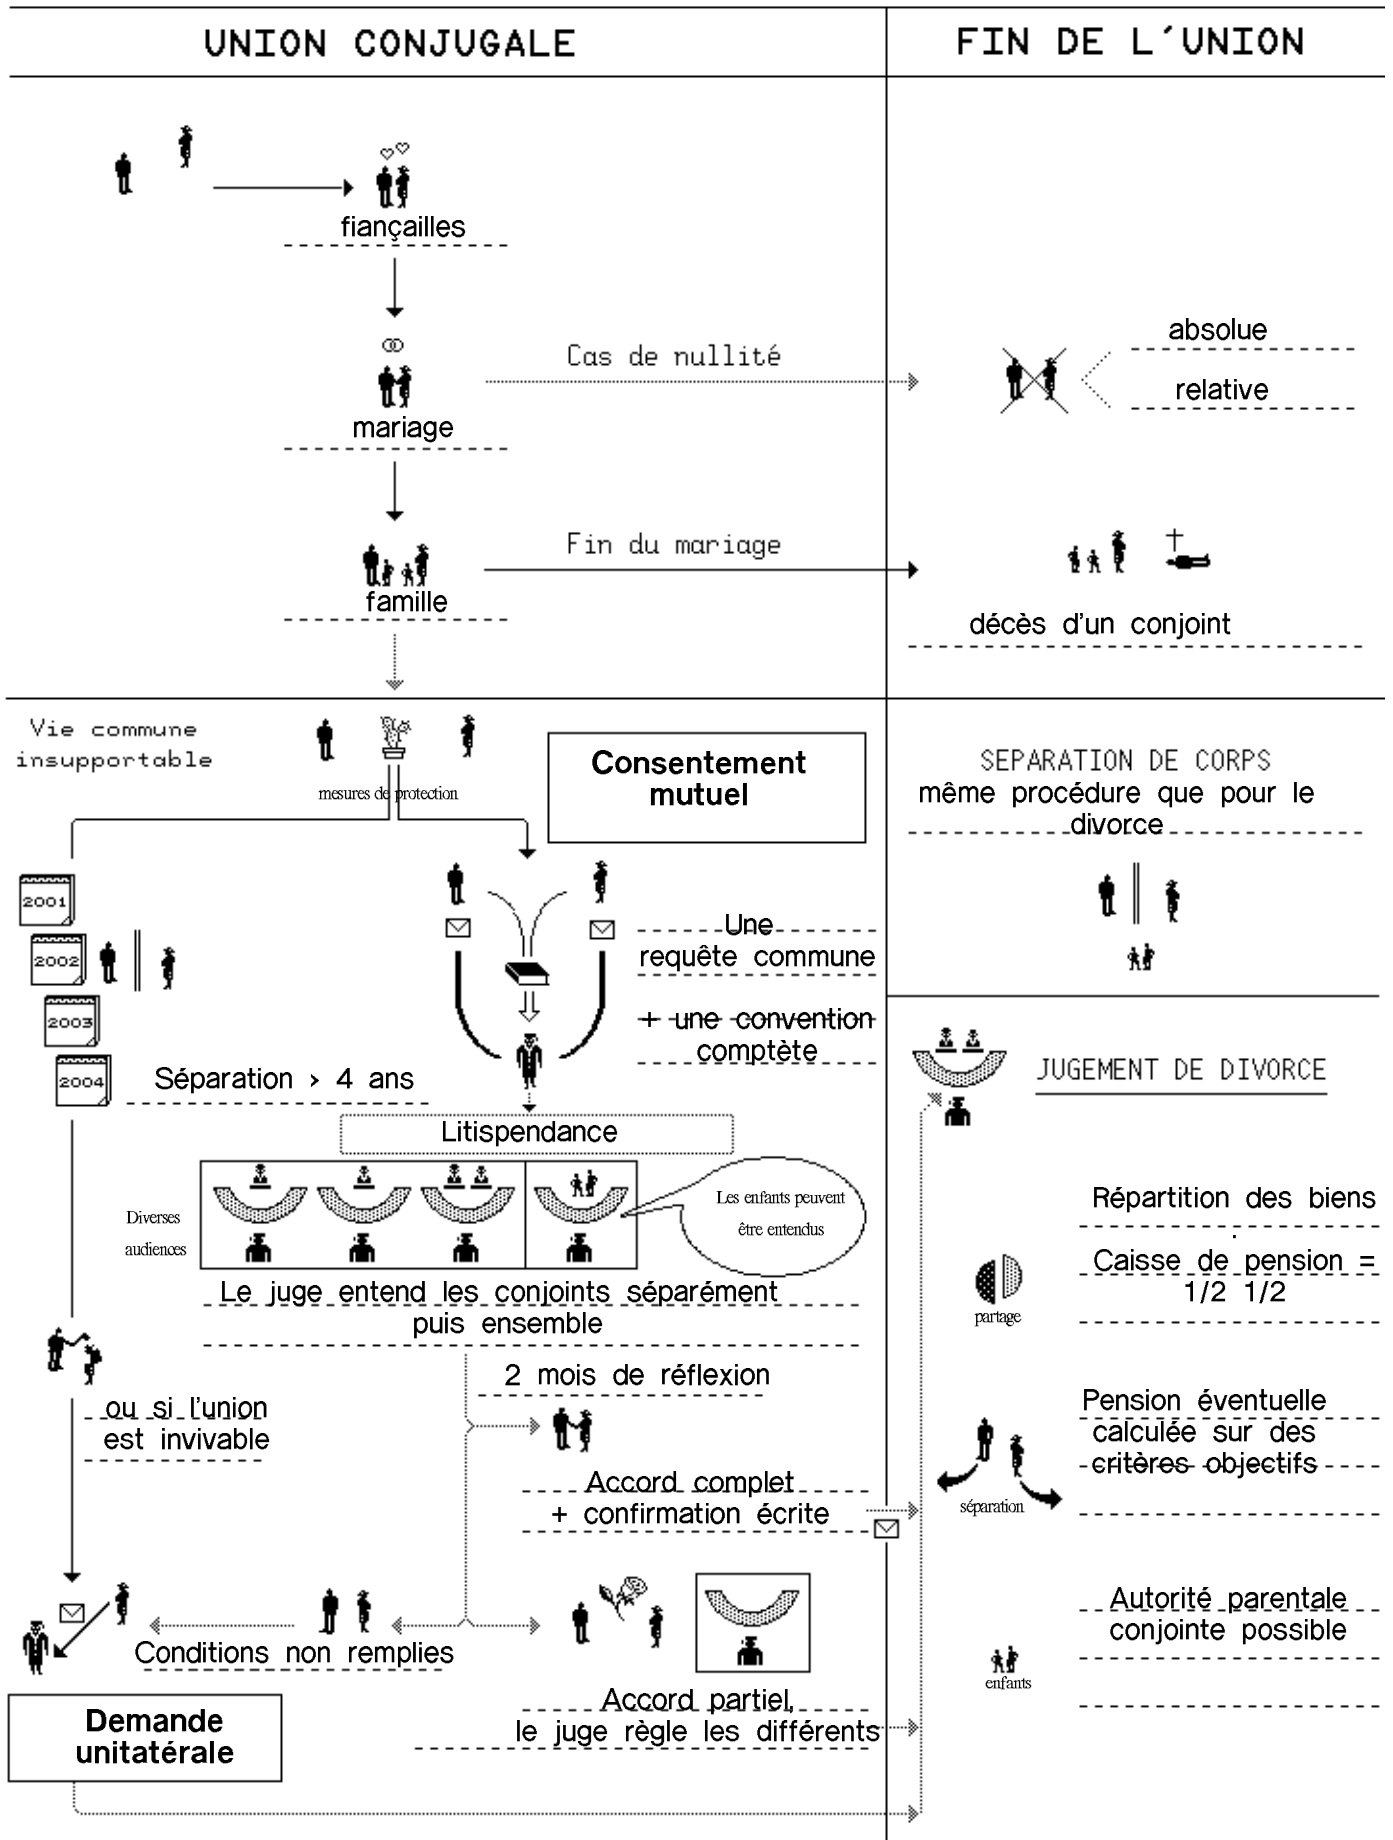 UNION CONJUGALE
FIN DE L'UNION
fiançailles
Cas de nullité
absolue
relative
mariage
Fin du mariage
famille
décès d'un conjoint
Vie commune
insupportable
mesures de protection
Consentement
mutuel
SEPARATION DE CORPS
même procédure que pour le
divorce
2001
2002
2003
2004
Séparation > 4 ans
Une
requête commune
+ une convention
comptète
JUGEMENT DE DIVORCE
Litispendance
Diverses
audiences
Les enfants peuvent
être entendus
Le juge entend les conjoints séparément
puis ensemble
Répartition des biens
.
Caisse de pension =
1/2 1/2
partage
2 mois de réflexion
ou si l'union
est invivable
Accord complet
+ confirmation écrite
Pension éventuelle
calculée sur des
critères objectifs
séparation
Conditions non remplies
Accord partiel,
le juge règle les différents
Autorité parentale
conjointe possible
enfants
Demande
unitatérale